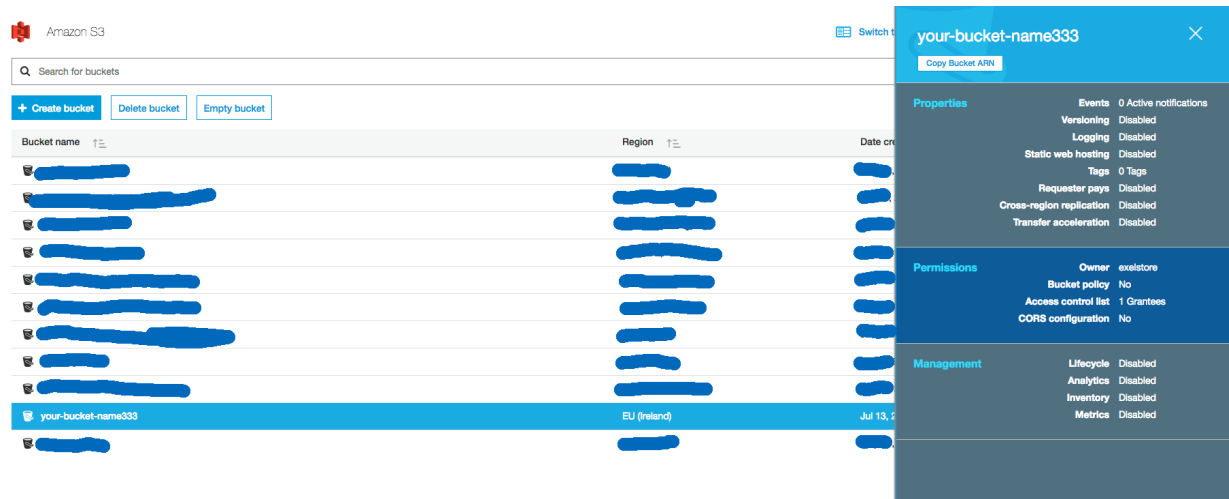 Amazon S3
Switch t
Search for buckets
+ Create bucket Delete bucket Empty bucket
Bucket name Region Date cre
your-bucket-name333 EU (Ireland) Jul 13, 2
your-bucket-name333
Copy Bucket ARN
Properties Events 0 Active notifications
Versioning Disabled
Logging Disabled
Static web hosting Disabled
Tags 0 Tags
Requester pays Disabled
Cross-region replication Disabled
Transfer acceleration Disabled
Permissions Owner exelstore
Bucket policy No
Access control list 1 Grantees
CORS configuration No
Management Lifecycle Disabled
Analytics Disabled
Inventory Disabled
Metrics Disabled